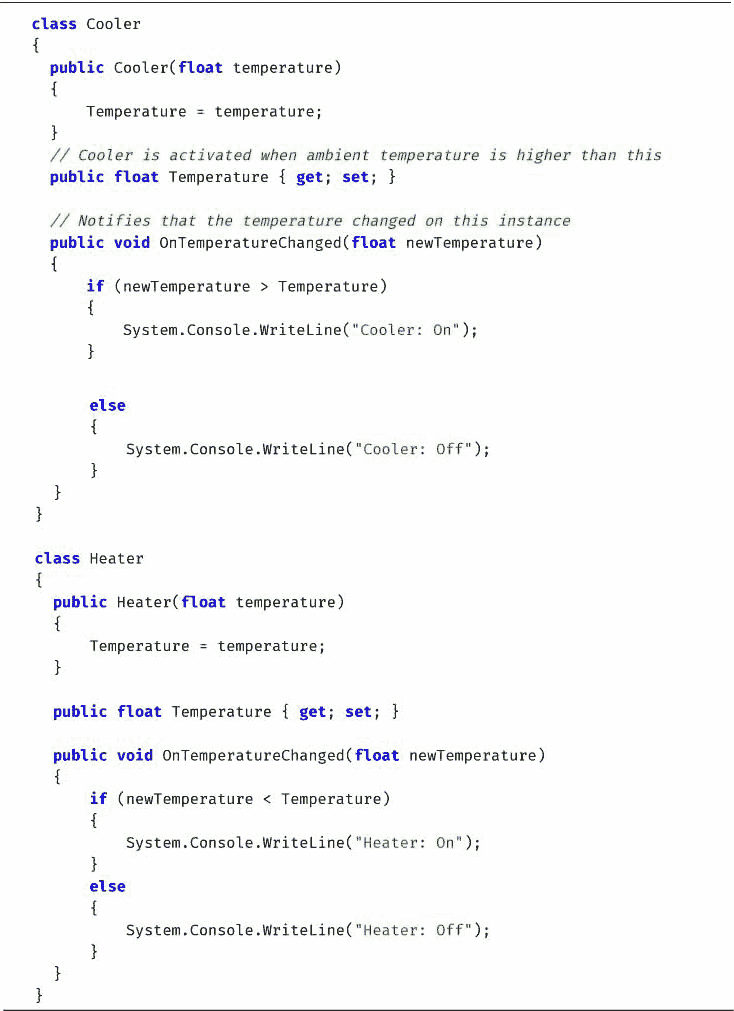 class Cooler
{
  public Cooler(float temperature)
  {
      Temperature = temperature;
  }
  // Cooler is activated when ambient temperature is higher than this
  public float Temperature { get; set; }

  // Notifies that the temperature changed on this instance
  public void OnTemperatureChanged(float newTemperature)
  {
      if (newTemperature > Temperature)
      {
          System.Console.WriteLine("Cooler: On");
      }

      else
      {
          System.Console.WriteLine("Cooler: Off");
      }
  }
}

class Heater
{
  public Heater(float temperature)
  {
      Temperature = temperature;
  }

  public float Temperature { get; set; }

  public void OnTemperatureChanged(float newTemperature)
  {
      if (newTemperature < Temperature)
      {
          System.Console.WriteLine("Heater: On");
      }
      else
      {
          System.Console.WriteLine("Heater: Off");
      }
  }
}